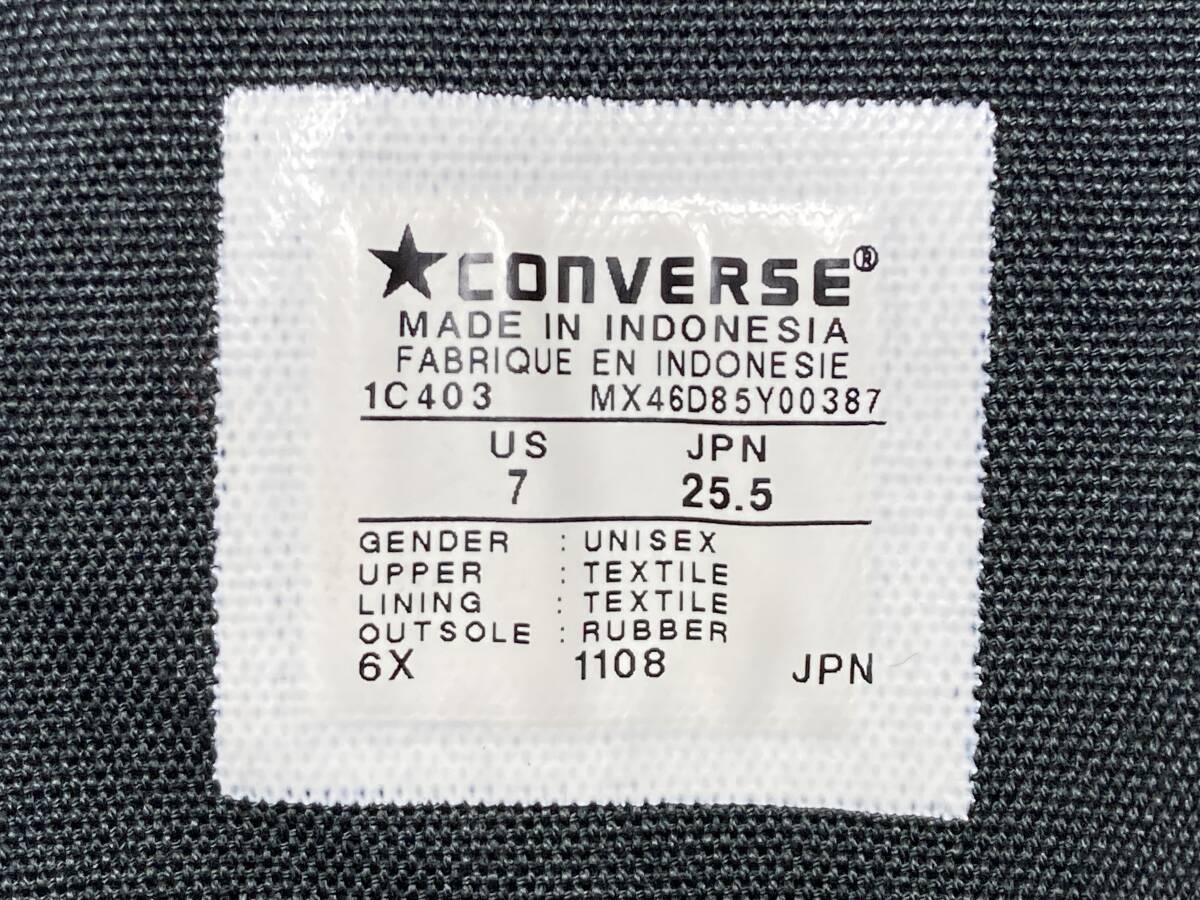 ★CONVERSE®
MADE IN INDONESIA
FABRIQUE EN INDONESIE
1C403 MX46D85Y00387
US JPN
7 25.5
GENDER : UNISEX
UPPER : TEXTILE
LINING : TEXTILE
OUTSOLE : RUBBER
6X 1108 JPN